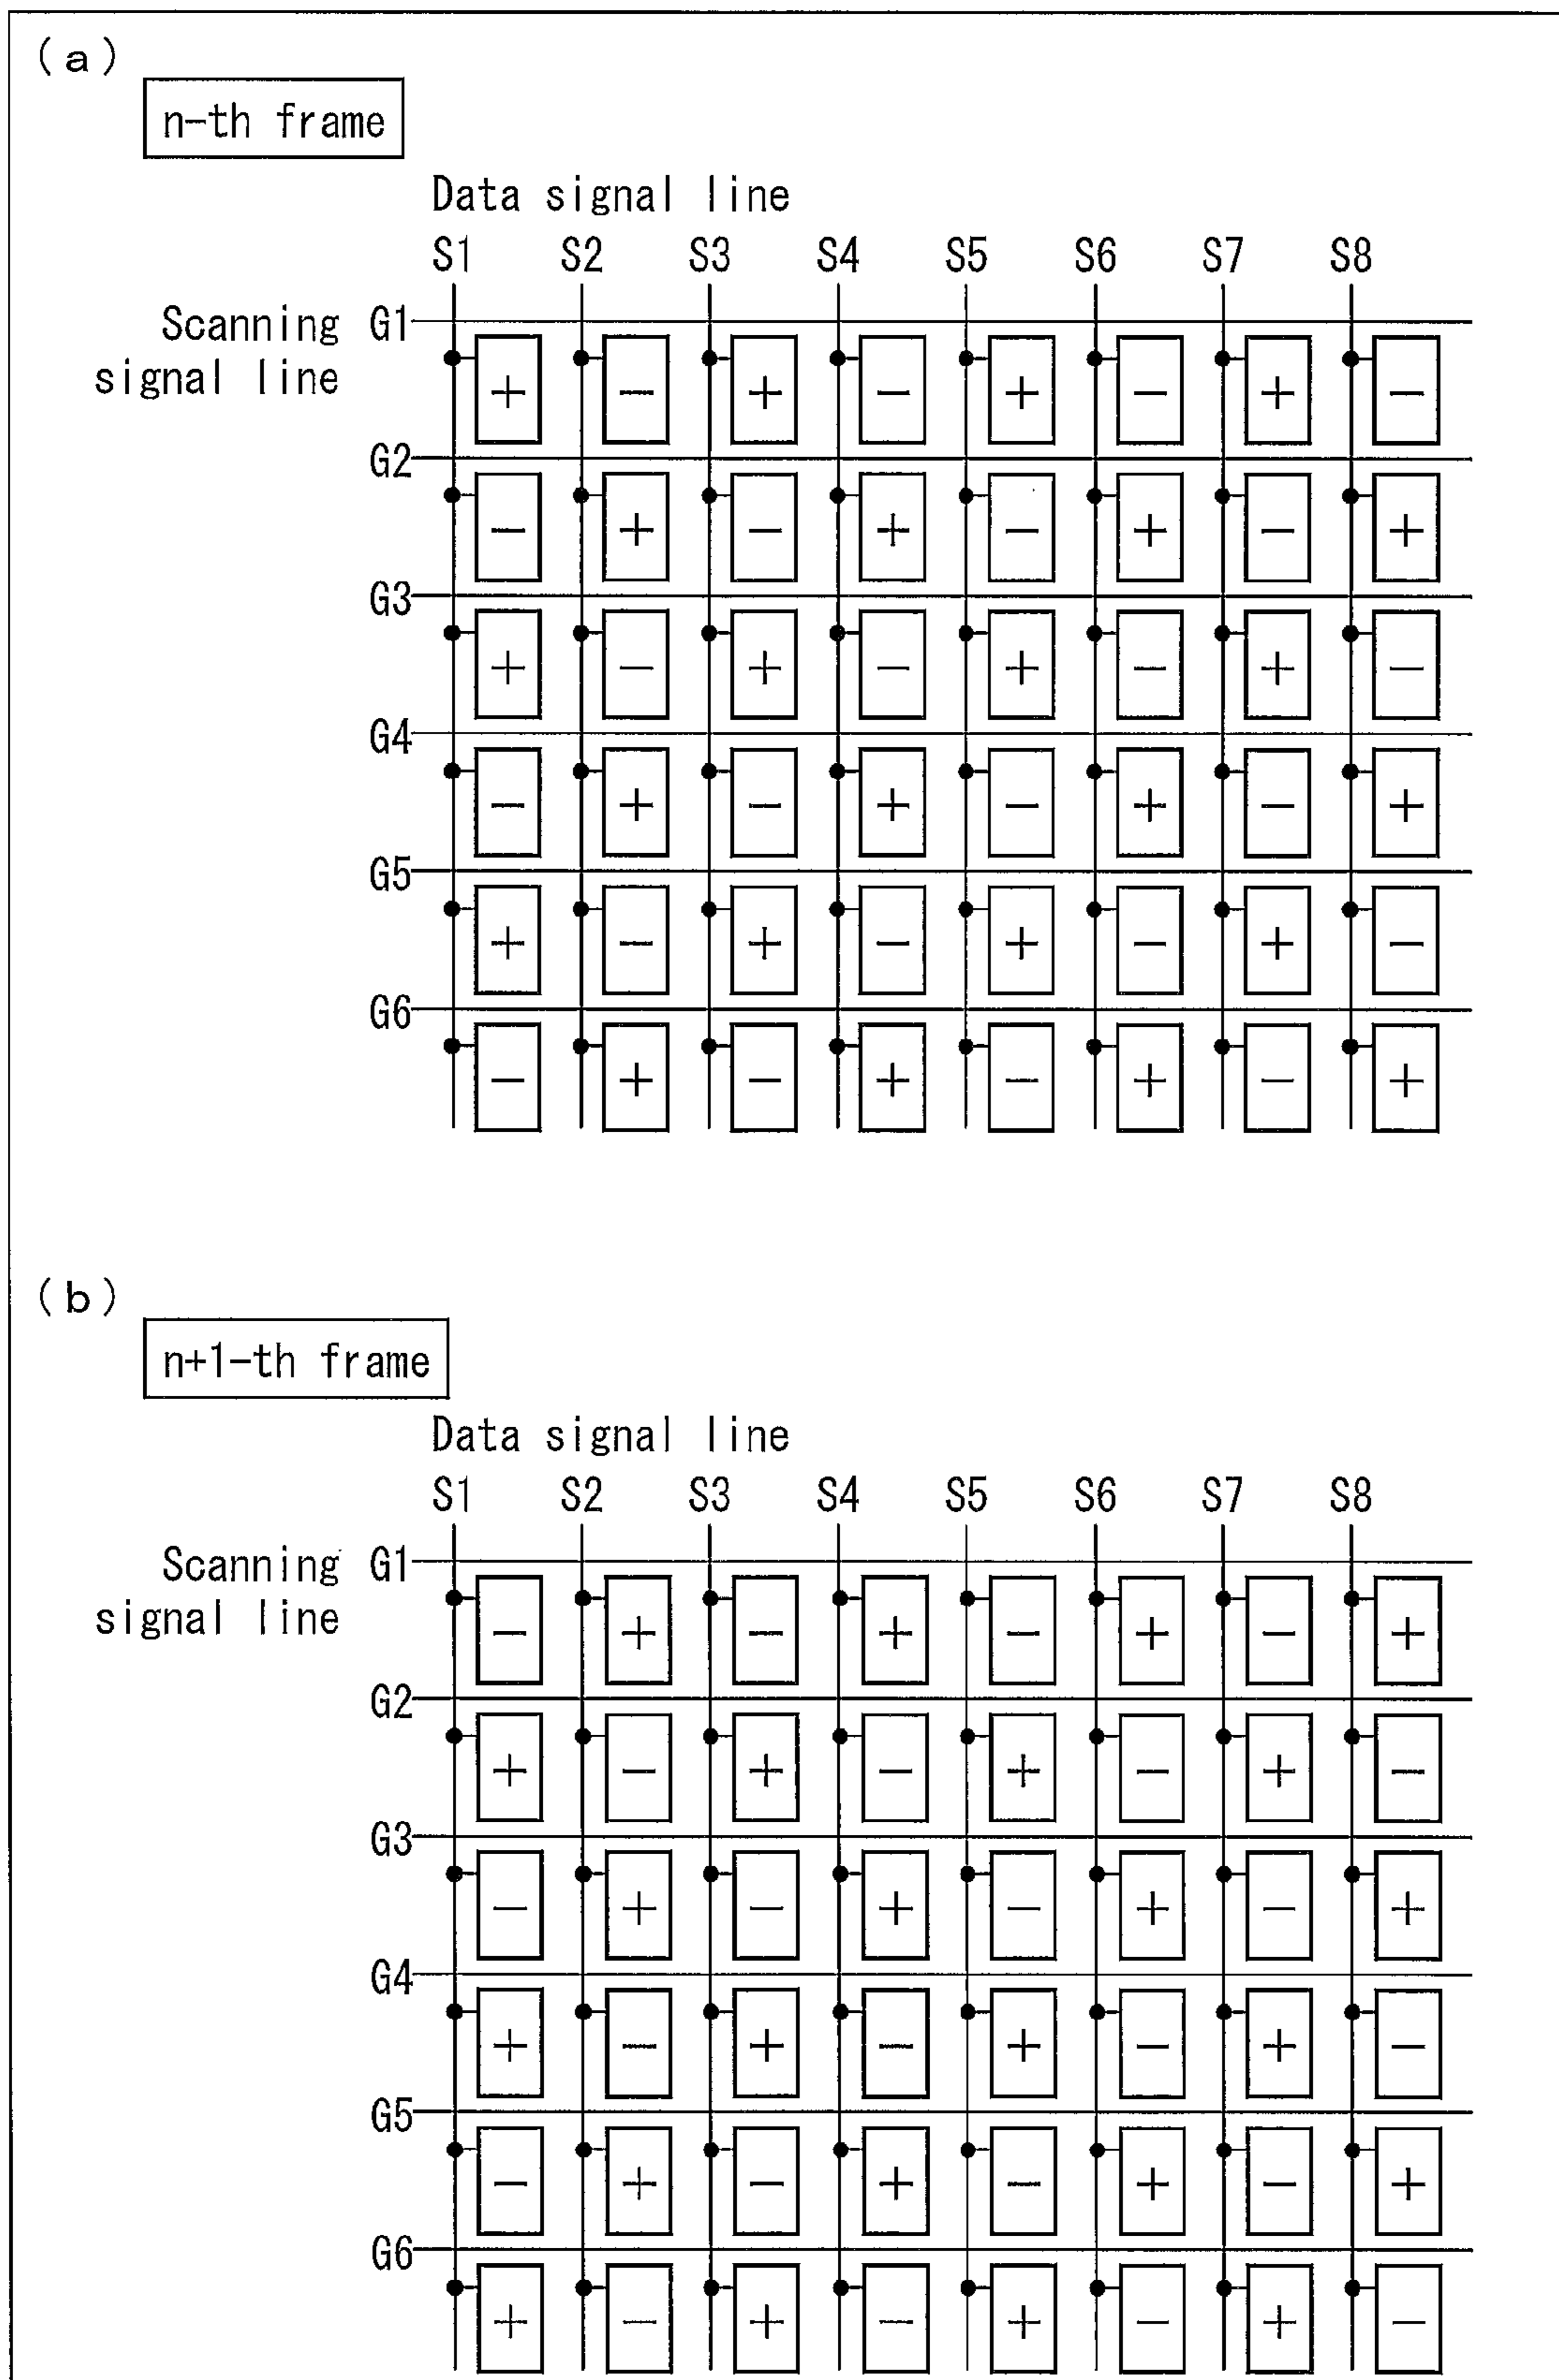 (a)
n-th frame
Data signal line
S1 S2 S3 S4 S5 S6 S7 S8
Scanning signal line
G1
+ − + − + − + −
G2
− + − + − + − +
G3
+ − + − + − + −
G4
− + − + − + − +
G5
+ − + − + − + −
G6
− + − + − + − +
(b)
n+1-th frame
Data signal line
S1 S2 S3 S4 S5 S6 S7 S8
Scanning signal line
G1
− + − + − + − +
G2
+ − + − + − + −
G3
− + − + − + − +
G4
+ − + − + − + −
G5
− + − + − + − +
G6
+ − + − + − + −